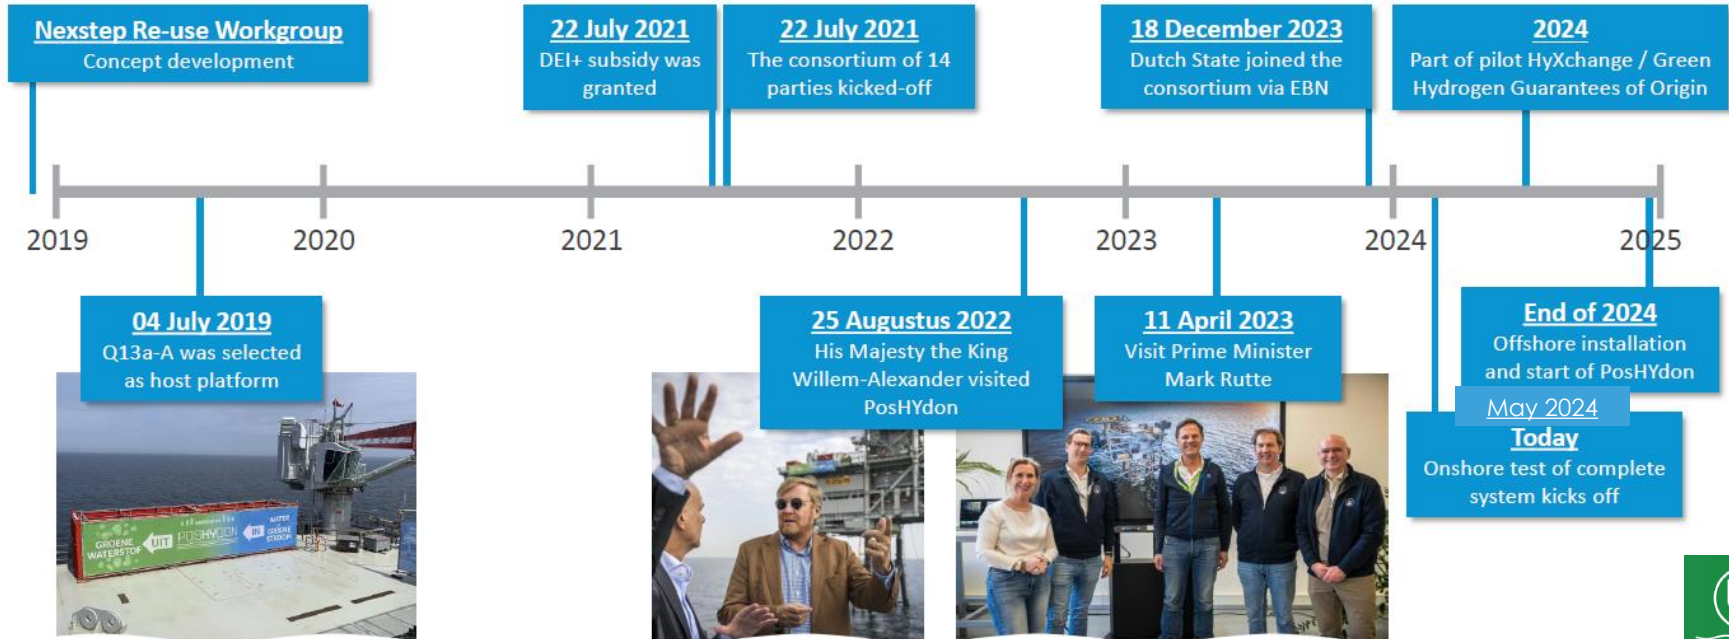 Nexstep Re-use Workgroup
Concept development
22 July 2021
DEI+ subsidy was
granted
22 July 2021
The consortium of 14
parties kicked-off
18 December 2023
Dutch State joined the
consortium via EBN
2024
Part of pilot HyXchange / Green
Hydrogen Guarantees of Origin
2019
2020
2021
2022
2023
2024
2025
04 July 2019
Q13a-A was selected
as host platform
25 Augustus 2022
His Majesty the King
Willem-Alexander visited
PosHYdon
11 April 2023
Visit Prime Minister
Mark Rutte
End of 2024
Offshore installation
and start of PosHYdon
May 2024
Today
Onshore test of complete
system kicks off
GROENE
WATERSTOF
UIT
POSHYDON
IN
WATER
GROENE
STROOM